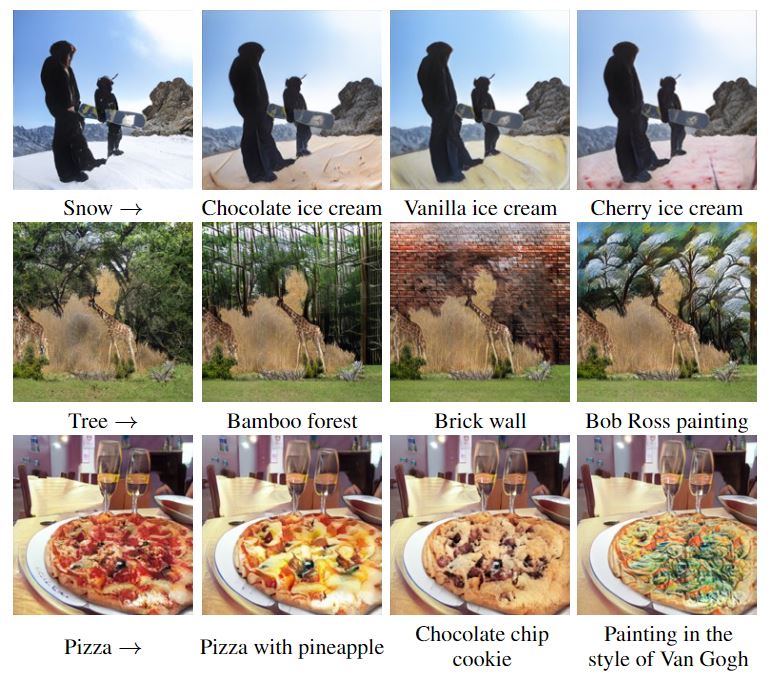 Snow → Chocolate ice cream Vanilla ice cream Cherry ice cream
Tree → Bamboo forest Brick wall Bob Ross painting
Pizza → Pizza with pineapple Chocolate chip cookie Painting in the style of Van Gogh